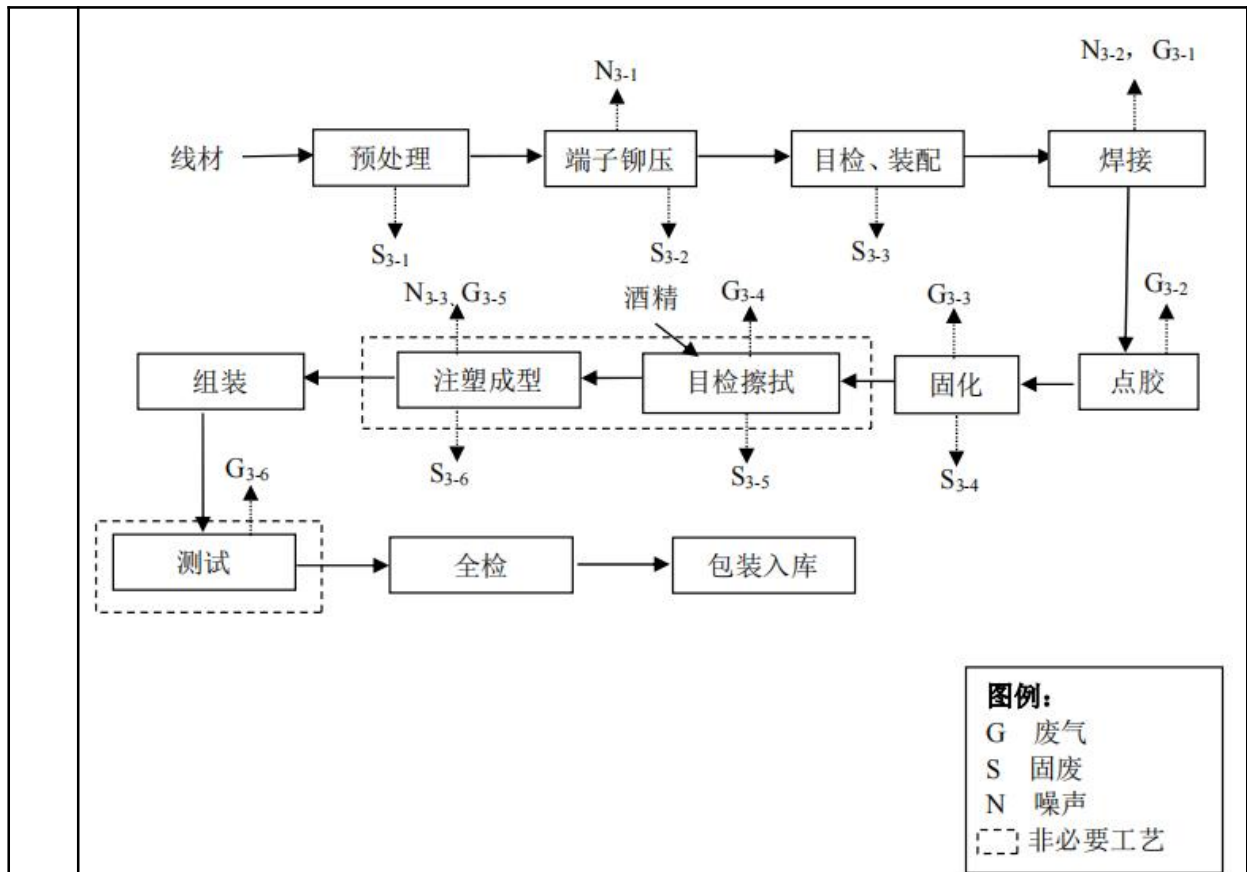 N3-1
N3-2, G3-1
线材
预处理
端子铆压
目检、装配
焊接
S3-1
S3-2
S3-3
N3-3、G3-5
酒精
G3-4
G3-3
G3-2
组装
注塑成型
目检擦拭
固化
点胶
S3-6
S3-5
S3-4
G3-6
测试
全检
包装入库
图例：
G 废气
S 固废
N 噪声
非必要工艺